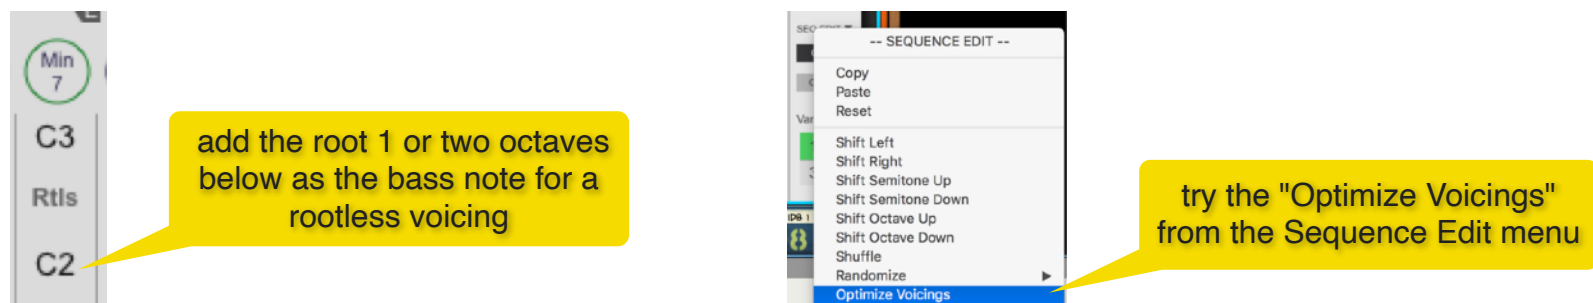 Min
7
C3
Rtls
C2
add the root 1 or two octaves
below as the bass note for a
rootless voicing
-- SEQUENCE EDIT --
Copy
Paste
Reset
Shift Left
Shift Right
Shift Semitone Up
Shift Semitone Down
Shift Octave Up
Shift Octave Down
Shuffle
Randomize
Optimize Voicings
8
try the "Optimize Voicings"
from the Sequence Edit menu